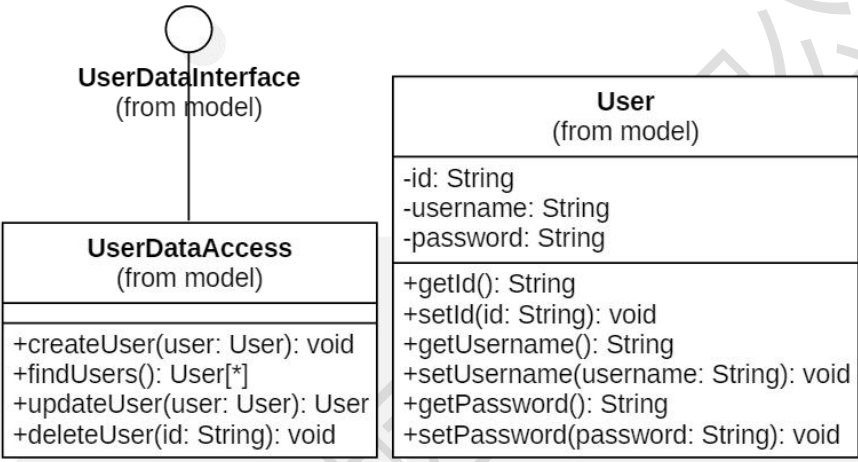 UserDataInterface
(from model)
UserDataAccess
(from model)
+createUser(user: User): void
+findUsers(): User[*]
+updateUser(user: User): User
+deleteUser(id: String): void
User
(from model)
-id: String
-username: String
-password: String
+getId(): String
+setId(id: String): void
+getUsername(): String
+setUsername(username: String): void
+getPassword(): String
+setPassword(password: String): void